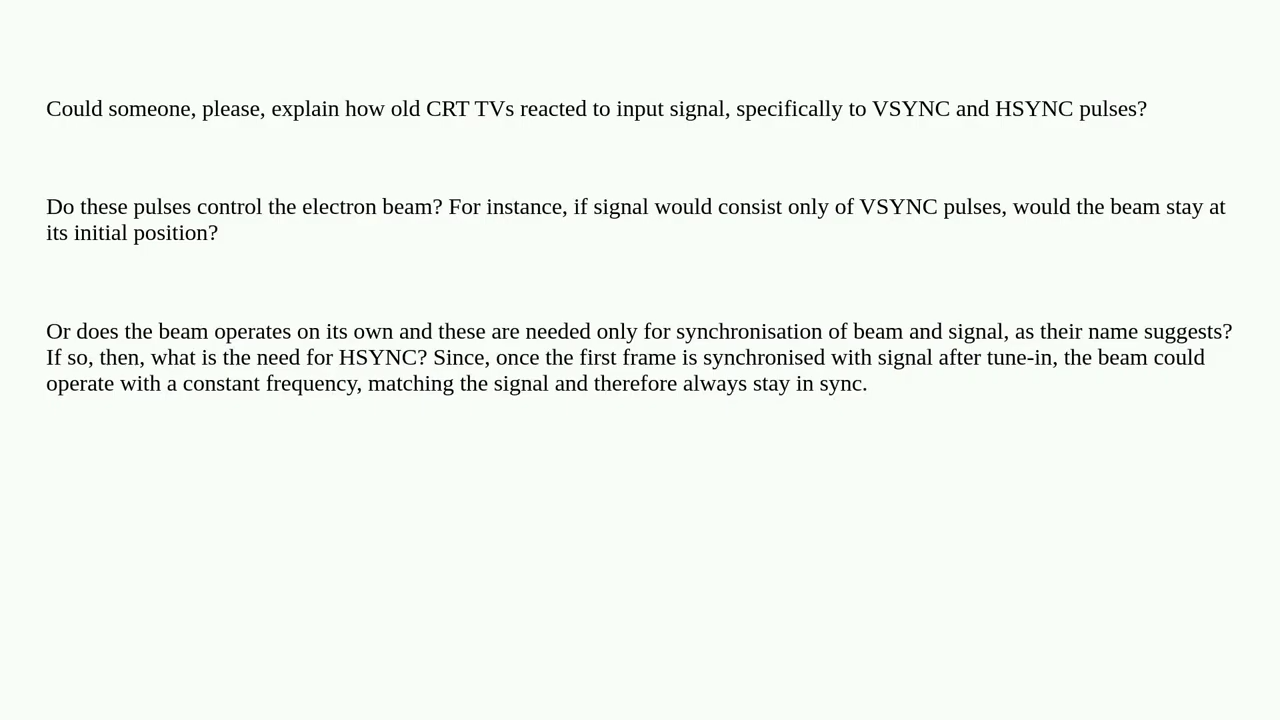 Could someone, please, explain how old CRT TVs reacted to input signal, specifically to VSYNC and HSYNC pulses?
Do these pulses control the electron beam? For instance, if signal would consist only of VSYNC pulses, would the beam stay at
its initial position?
Or does the beam operates on its own and these are needed only for synchronisation of beam and signal, as their name suggests?
If so, then, what is the need for HSYNC? Since, once the first frame is synchronised with signal after tune-in, the beam could
operate with a constant frequency, matching the signal and therefore always stay in sync.